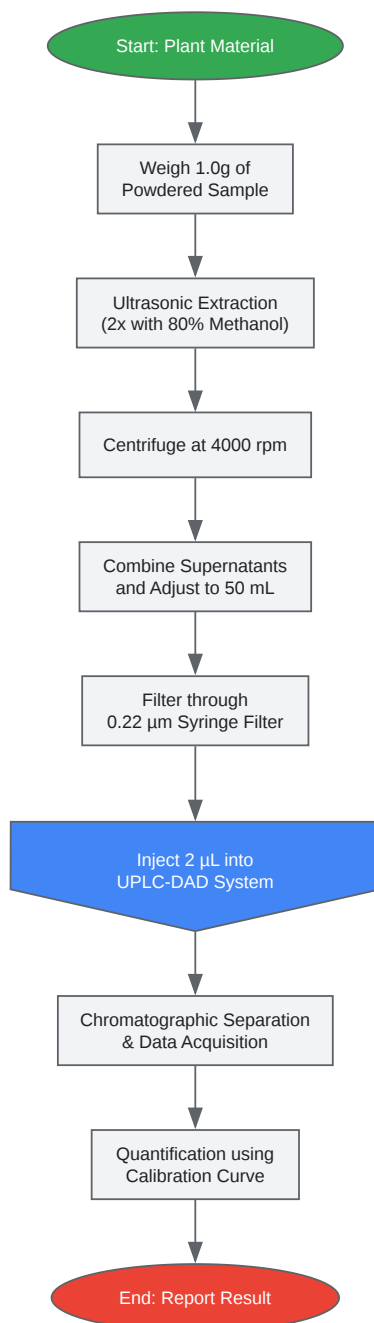 Start: Plant Material
Weigh 1.0g of
Powdered Sample
Ultrasonic Extraction
(2x with 80% Methanol)
Centrifuge at 4000 rpm
Combine Supernatants
and Adjust to 50 mL
Filter through
0.22 µm Syringe Filter
Inject 2 µL into
UPLC-DAD System
Chromatographic Separation
& Data Acquisition
Quantification using
Calibration Curve
End: Report Result